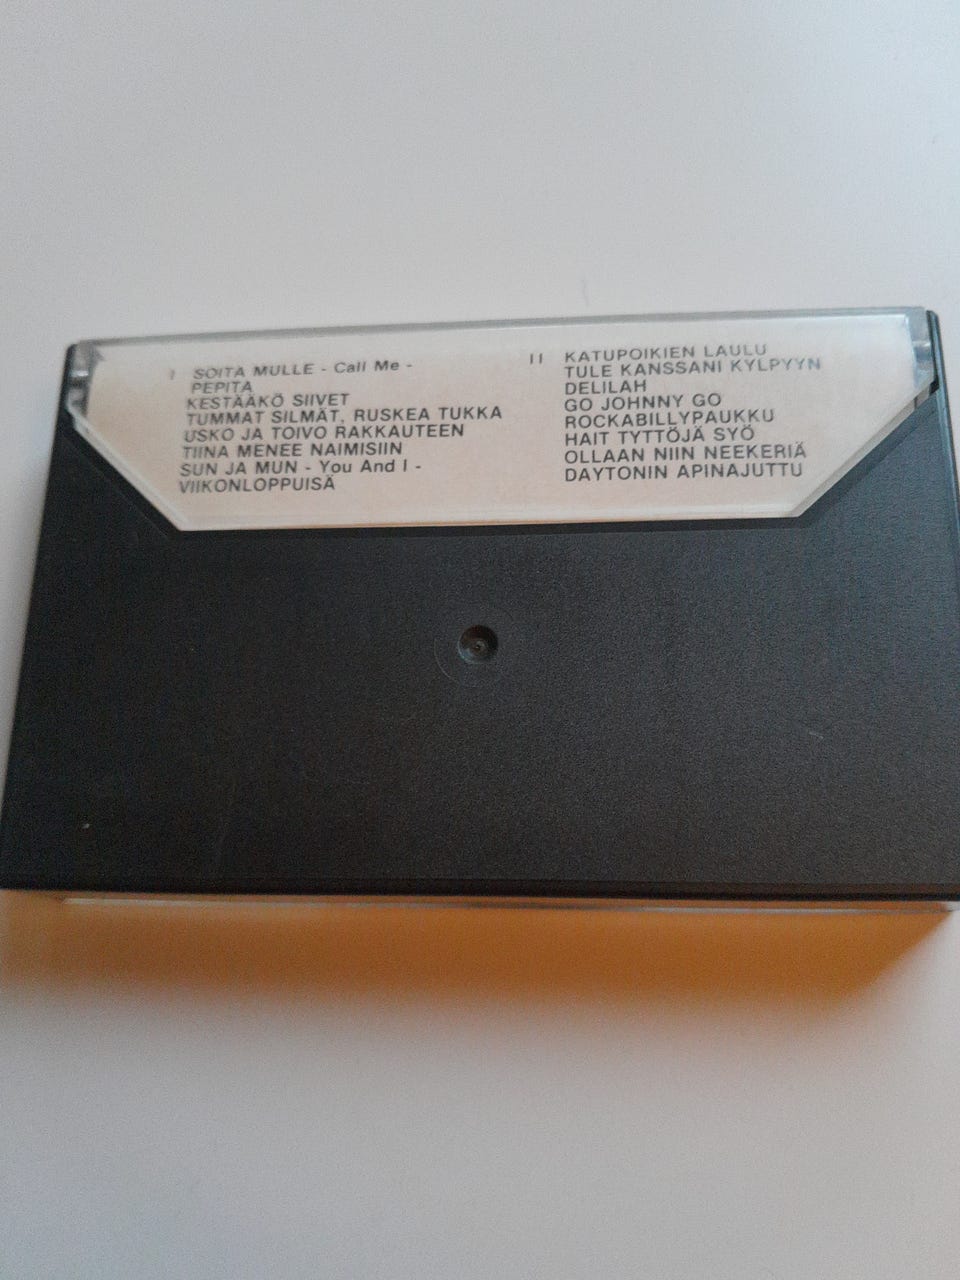 I SOITA MULLE - Call Me -
PEPITA
KESTÄÄKÖ SIIVET
TUMMAT SILMÄT, RUSKEA TUKKA
USKO JA TOIVO RAKKAUTEEN
TIINA MENEE NAIMISIIN
SUN JA MUN - You And I -
VIIKONLOPPUISÄ
II KATUPOIKIEN LAULU
TULE KANSSANI KYLPYYN
DELILAH
GO JOHNNY GO
ROCKABILLYPAUKKU
HAIT TYTTÖJÄ SYÖ
OLLAAN NIIN NEEKERIÄ
DAYTONIN APINAJUTTU